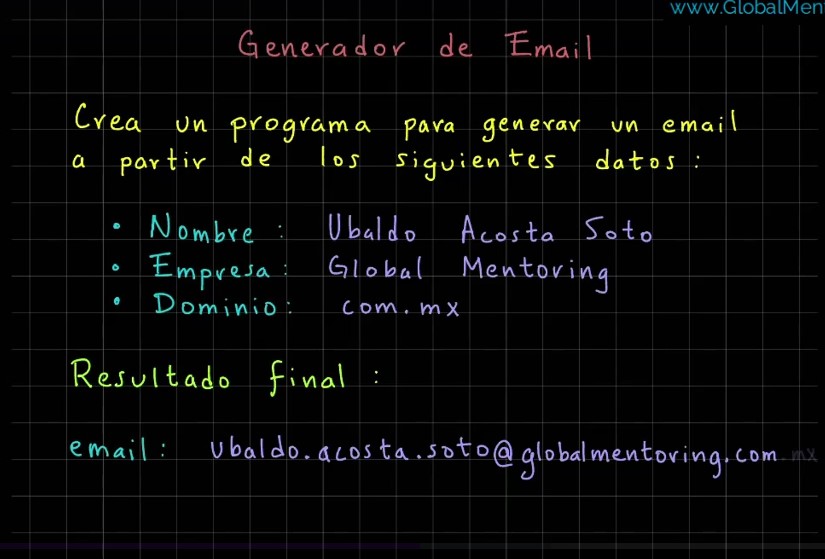 www.GlobalMen
Generador de Email
Crea un programa para generar un email
a partir de los siguientes datos:
• Nombre: Ubaldo Acosta Soto
• Empresa: Global Mentoring
• Dominio: com.mx
Resultado final:
email: ubaldo.acosta.soto@globalmentoring.com.mx